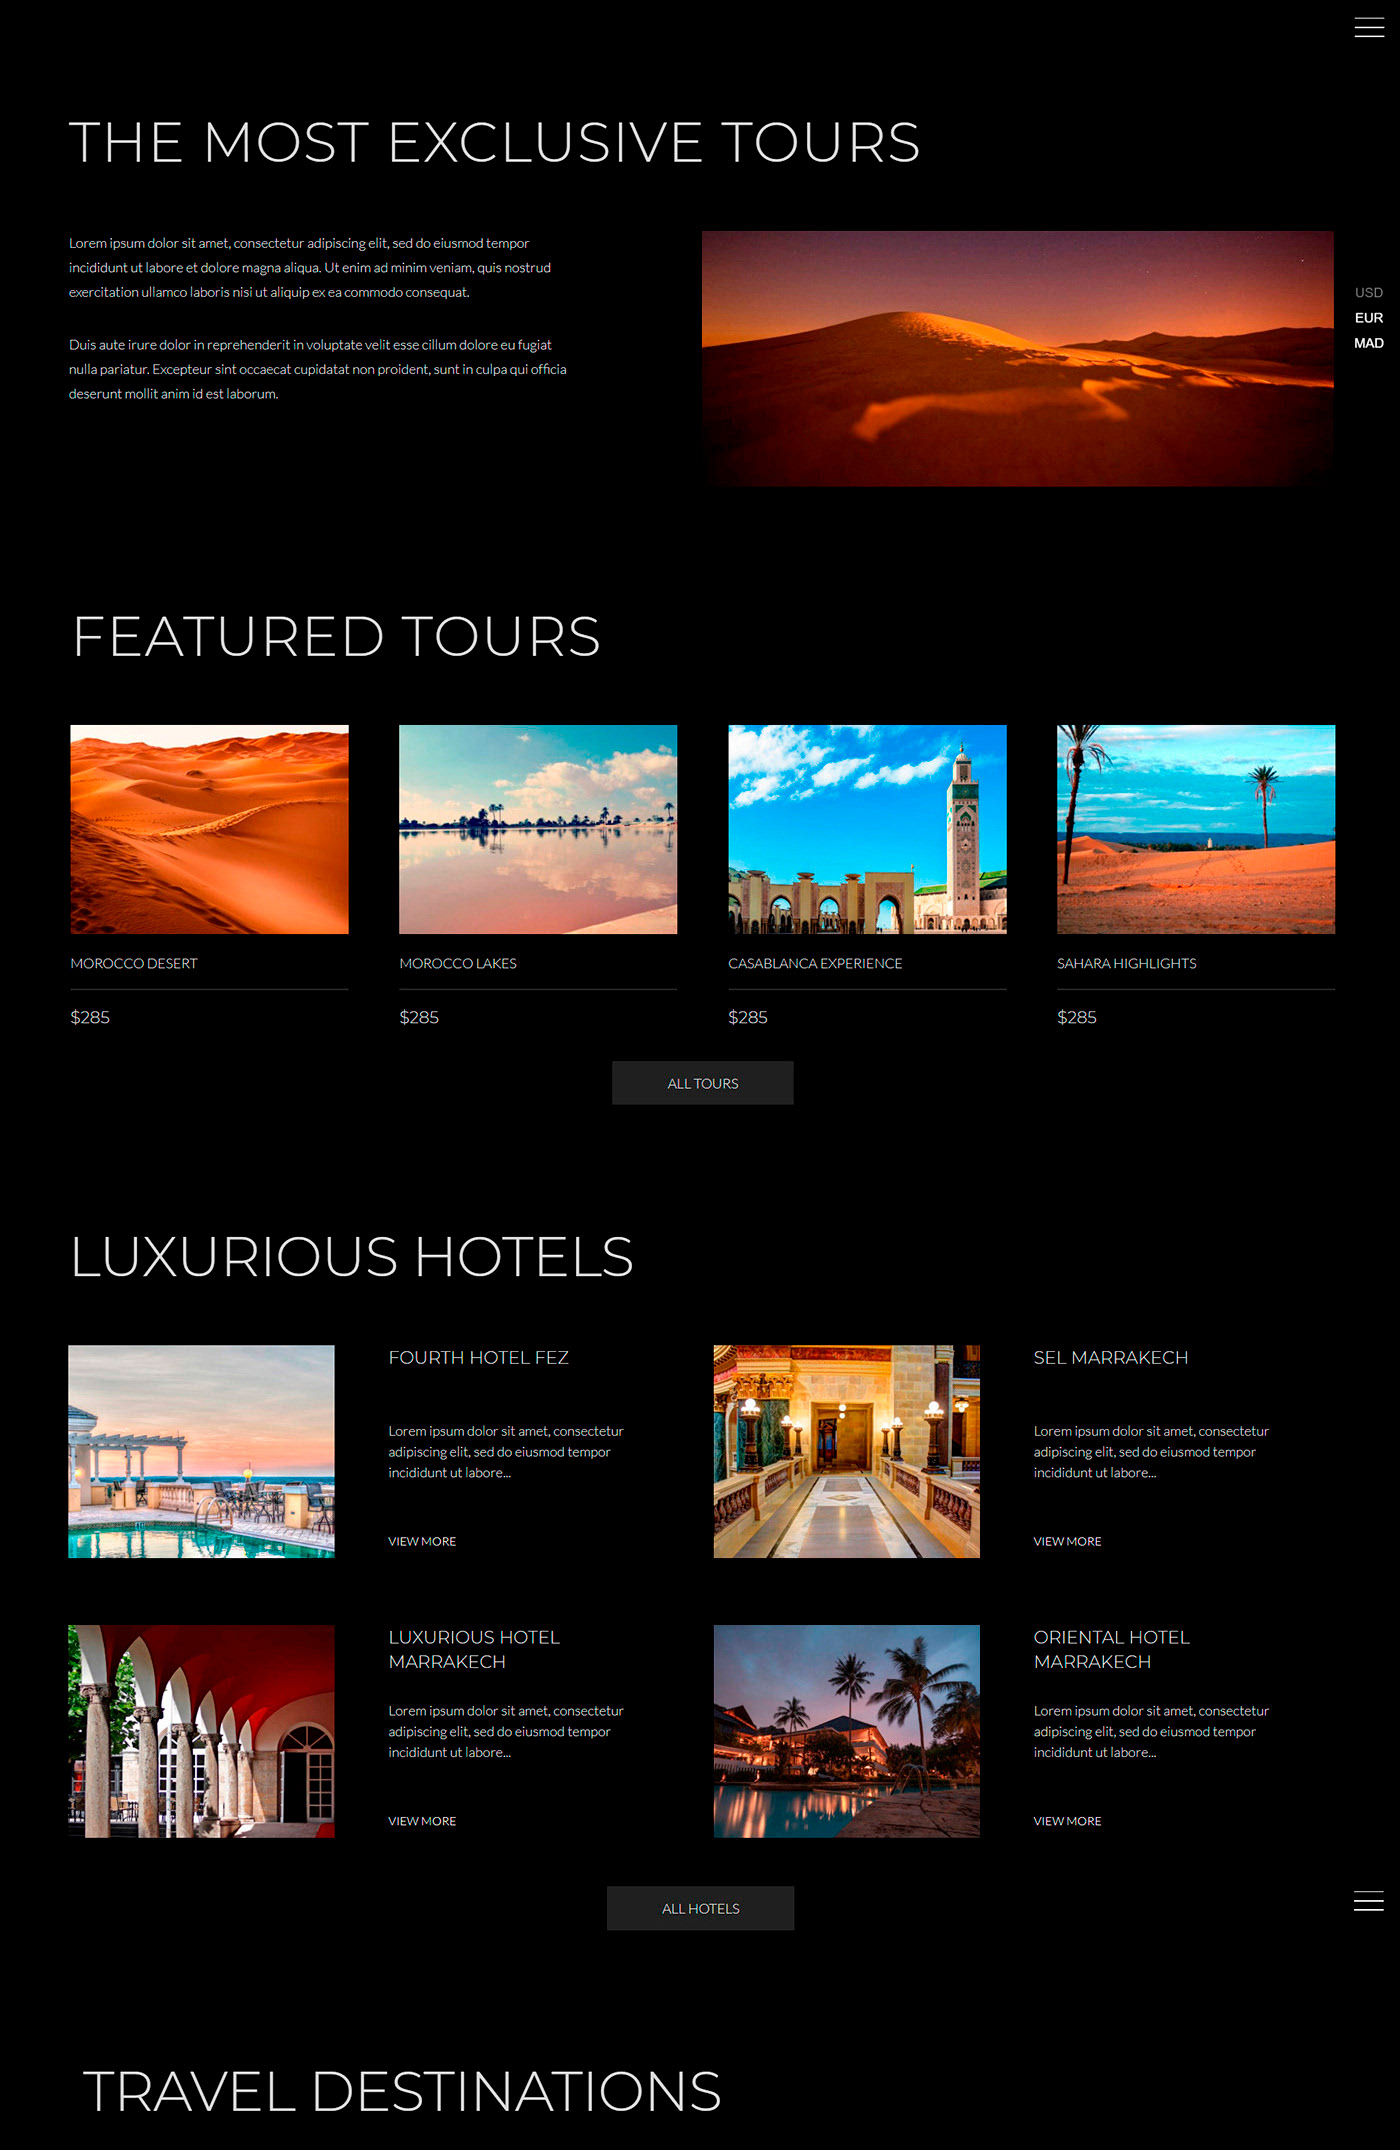 THE MOST EXCLUSIVE TOURS
Lorem ipsum dolor sit amet, consectetur adipiscing elit, sed do eiusmod tempor
incididunt ut labore et dolore magna aliqua. Ut enim ad minim veniam, quis nostrud
exercitation ullamco laboris nisi ut aliquip ex ea commodo consequat.
Duis aute irure dolor in reprehenderit in voluptate velit esse cillum dolore eu fugiat
nulla pariatur. Excepteur sint occaecat cupidatat non proident, sunt in culpa qui officia
deserunt mollit anim id est laborum.
USD
EUR
MAD
FEATURED TOURS
MOROCCO DESERT
$285
MOROCCO LAKES
$285
CASABLANCA EXPERIENCE
$285
SAHARA HIGHLIGHTS
$285
ALL TOURS
LUXURIOUS HOTELS
FOURTH HOTEL FEZ
Lorem ipsum dolor sit amet, consectetur
adipiscing elit, sed do eiusmod tempor
incididunt ut labore...
VIEW MORE
SEL MARRAKECH
Lorem ipsum dolor sit amet, consectetur
adipiscing elit, sed do eiusmod tempor
incididunt ut labore...
VIEW MORE
LUXURIOUS HOTEL
MARRAKECH
Lorem ipsum dolor sit amet, consectetur
adipiscing elit, sed do eiusmod tempor
incididunt ut labore...
VIEW MORE
ORIENTAL HOTEL
MARRAKECH
Lorem ipsum dolor sit amet, consectetur
adipiscing elit, sed do eiusmod tempor
incididunt ut labore...
VIEW MORE
ALL HOTELS
TRAVEL DESTINATIONS